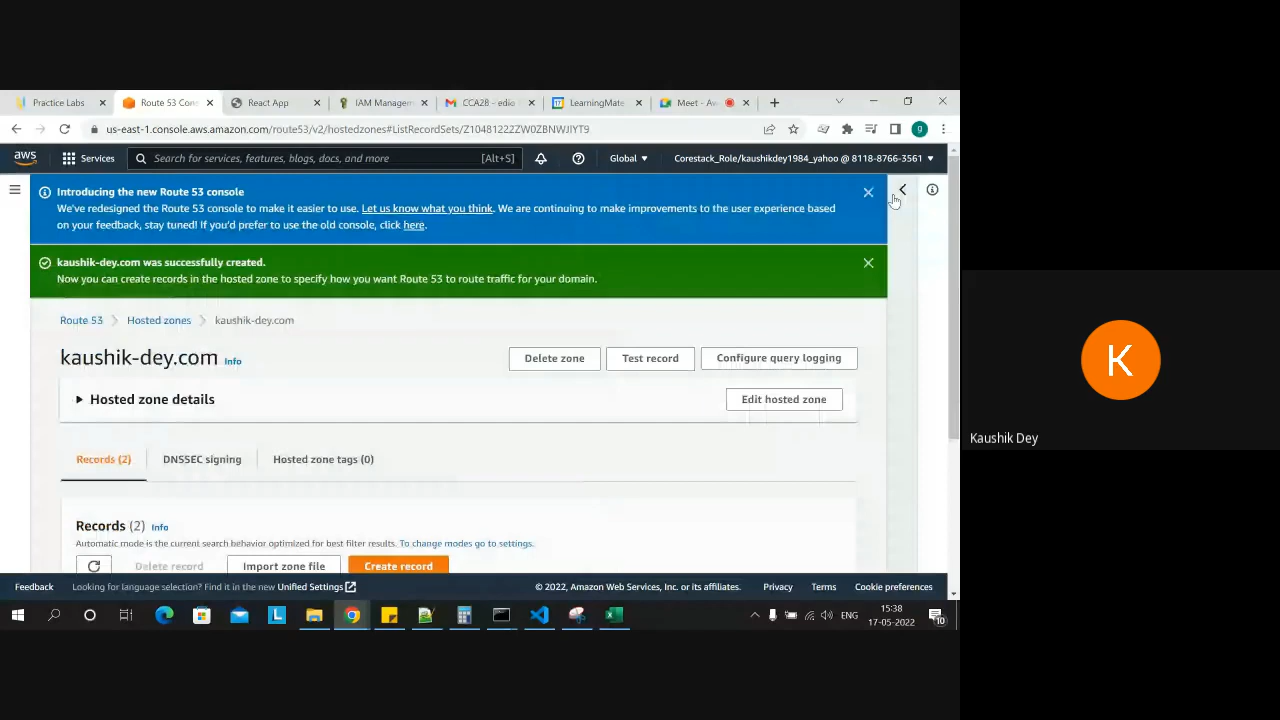 Practice Labs
Route 53 Con
React App
IAM Managem
CCA2B - edio
17
LearningMate
Meet - Aw
us-east-1.console.aws.amazon.com/route53/v2/hostedzones#ListRecordSets/Z10481222ZW0ZBNWJIYT9
g
aws
Services
Search for services, features, blogs, docs, and more
[Alt+S]
Global
Corestack_Role/kaushikdey1984_yahoo @ 8118-8766-3561
Introducing the new Route 53 console
We've redesigned the Route 53 console to make it easier to use. Let us know what you think. We are continuing to make improvements to the user experience based
on your feedback, stay tuned! If you'd prefer to use the old console, click here.
kaushik-dey.com was successfully created.
Now you can create records in the hosted zone to specify how you want Route 53 to route traffic for your domain.
Route 53
Hosted zones
kaushik-dey.com
kaushik-dey.com
Info
Delete zone
Test record
Configure query logging
Hosted zone details
Edit hosted zone
K
Kaushik Dey
Records (2)
DNSSEC signing
Hosted zone tags (0)
Records (2)
Info
Automatic mode is the current search behavior optimized for best filter results. To change modes go to settings.
Delete record
Import zone file
Create record
Feedback
Looking for language selection? Find it in the new Unified Settings
© 2022, Amazon Web Services, Inc. or its affiliates.
Privacy
Terms
Cookie preferences
L
ENG
15:38
17-05-2022
10